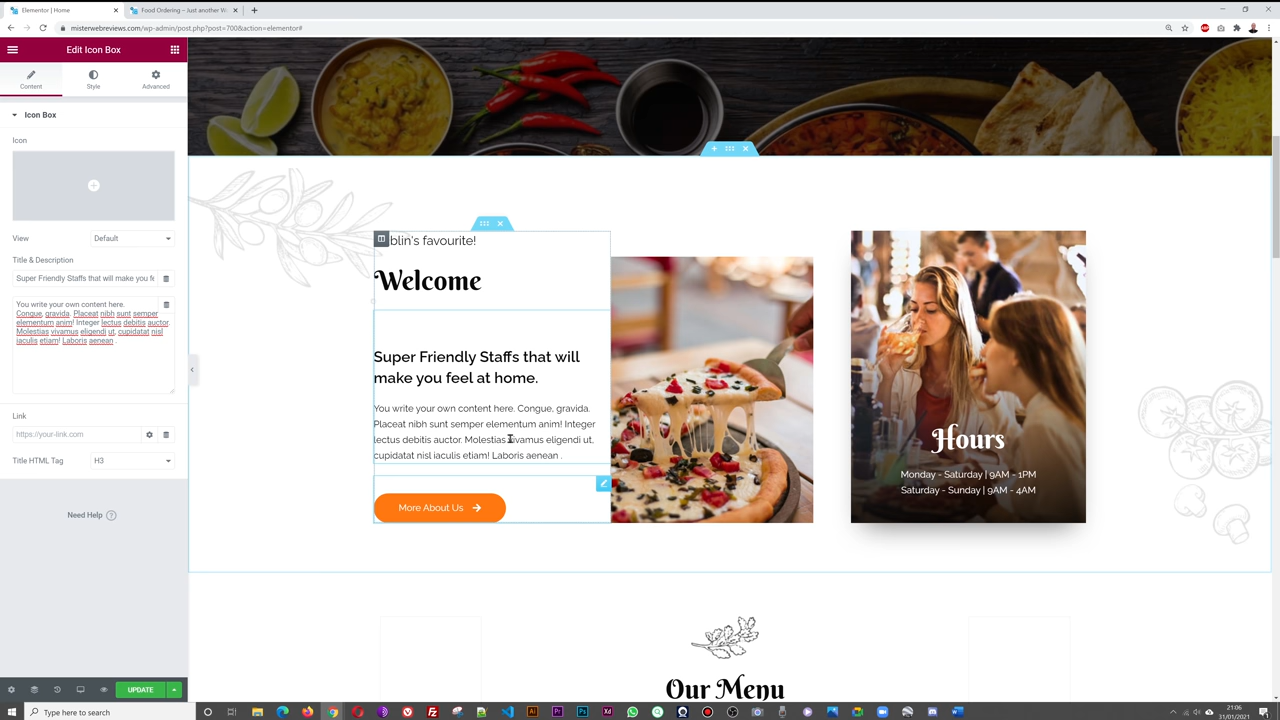 Elementor | Home
Food Ordering – Just another W
misterwebreviews.com/wp-admin/post.php?post=700&action=elementor#
Edit Icon Box
Content
Style
Advanced
Icon Box
Icon
View
Default
Title & Description
Super Friendly Staffs that will make you fe
You write your own content here.
Congue, gravida. Placeat nibh sunt semper
elementum anim! Integer lectus debitis auctor.
Molestias vivamus eligendi ut, cupidatat nisl
iaculis etiam! Laboris aenean .
Link
https://your-link.com
Title HTML Tag
H3
Need Help
UPDATE
blin's favourite!
Welcome
Super Friendly Staffs that will
make you feel at home.
You write your own content here. Congue, gravida.
Placeat nibh sunt semper elementum anim! Integer
lectus debitis auctor. Molestias vivamus eligendi ut,
cupidatat nisl iaculis etiam! Laboris aenean .
More About Us
Hours
Monday - Saturday | 9AM - 1PM
Saturday - Sunday | 9AM - 4AM
Our Menu
Type here to search
21:06
31/01/2021